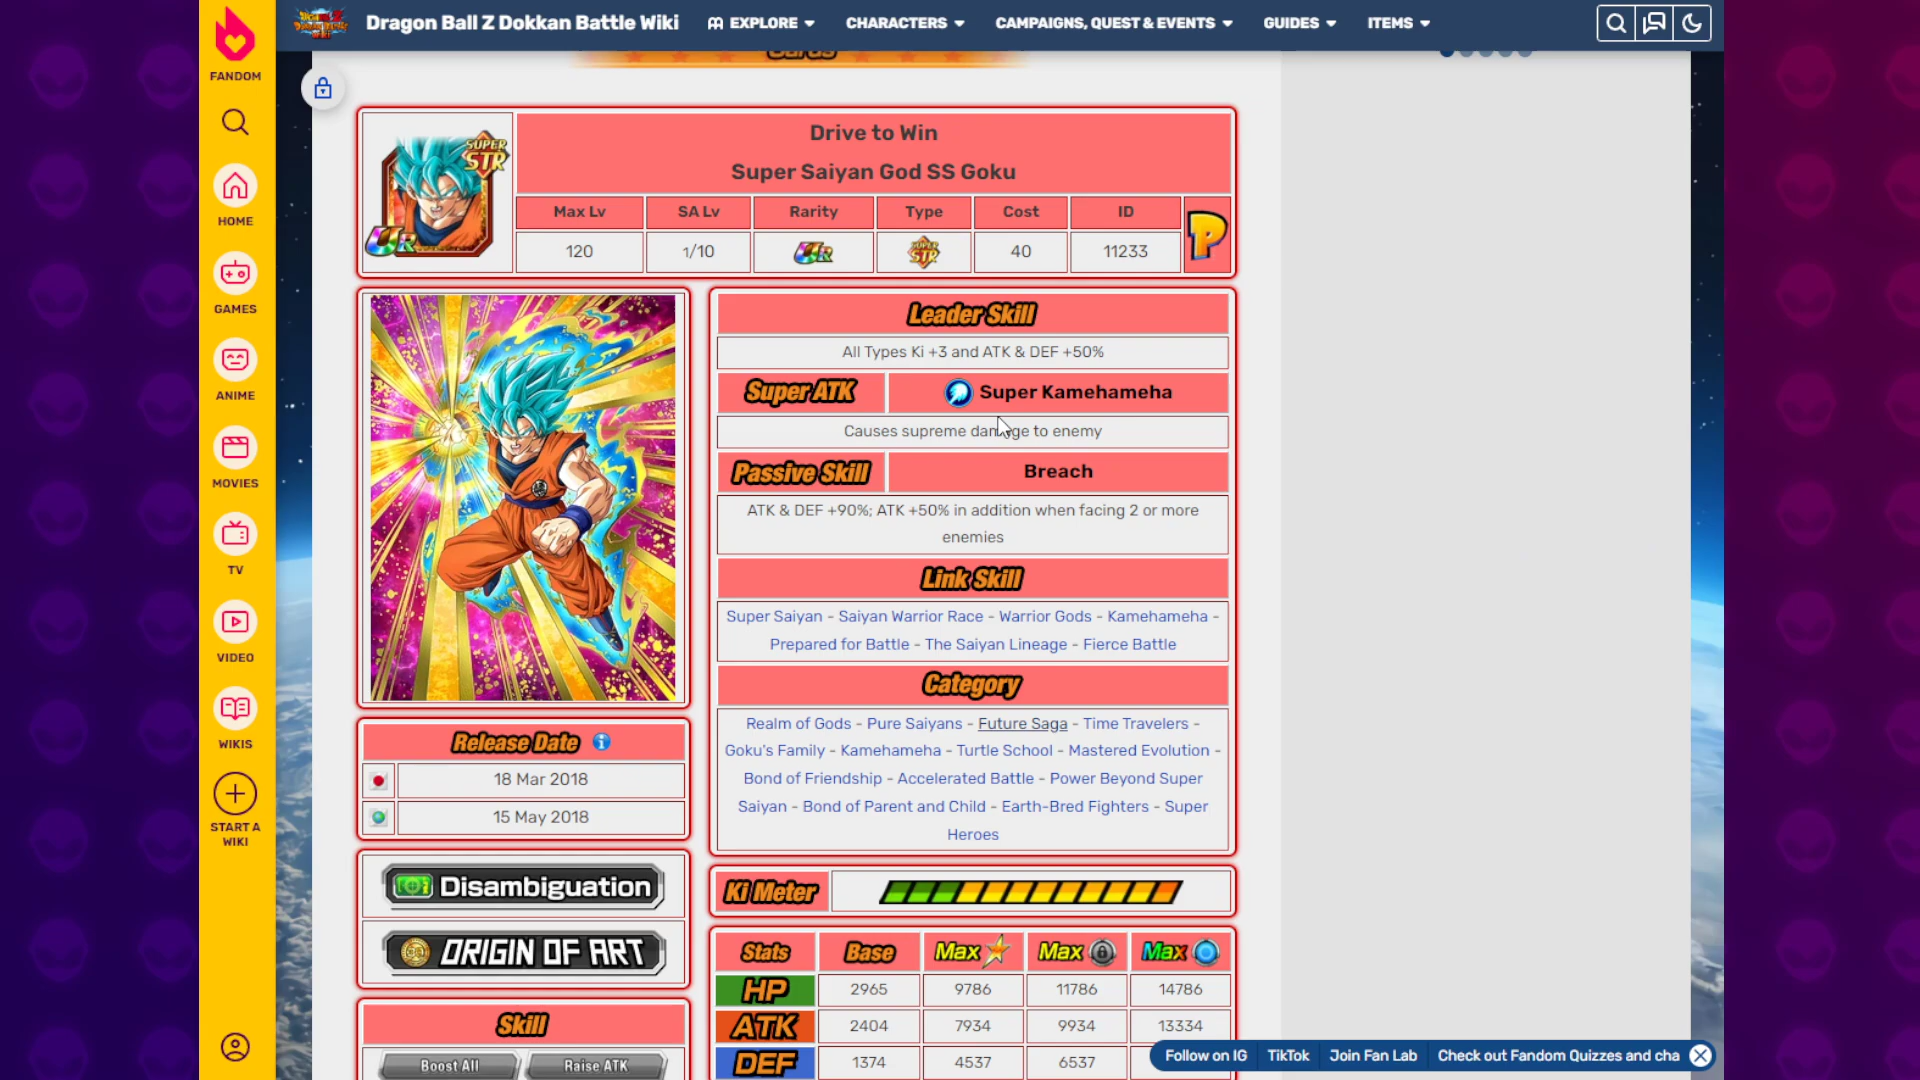 Dragon Ball Z Dokkan Battle Wiki
EXPLORE
CHARACTERS
CAMPAIGNS, QUEST & EVENTS
GUIDES
ITEMS
FANDOM
HOME
GAMES
ANIME
MOVIES
TV
VIDEO
WIKIS
START A
WIKI
Cards
SUPER
STR
UR
Drive to Win
Super Saiyan God SS Goku
Max Lv
SA Lv
Rarity
Type
Cost
ID
120
1/10
UR
SUPER
STR
40
11233
P
Leader Skill
All Types Ki +3 and ATK & DEF +50%
Super ATK
Super Kamehameha
Causes supreme damage to enemy
Passive Skill
Breach
ATK & DEF +90%; ATK +50% in addition when facing 2 or more
enemies
Link Skill
Super Saiyan - Saiyan Warrior Race - Warrior Gods - Kamehameha -
Prepared for Battle - The Saiyan Lineage - Fierce Battle
Category
Realm of Gods - Pure Saiyans - Future Saga - Time Travelers -
Goku's Family - Kamehameha - Turtle School - Mastered Evolution -
Bond of Friendship - Accelerated Battle - Power Beyond Super
Saiyan - Bond of Parent and Child - Earth-Bred Fighters - Super
Heroes
Release Date
18 Mar 2018
15 May 2018
Disambiguation
ORIGIN OF ART
Skill
Boost All
Raise ATK
Ki Meter
Stats
Base
Max
Max
Max
HP
2965
9786
11786
14786
ATK
2404
7934
9934
13334
DEF
1374
4537
6537
Follow on IG
TikTok
Join Fan Lab
Check out Fandom Quizzes and cha